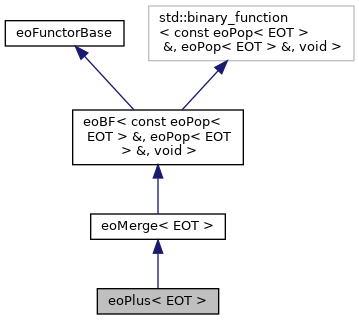 eoFunctorBase
std::binary_function
< const eoPop< EOT >
&, eoPop< EOT > &, void >
eoBF< const eoPop<
EOT > &, eoPop< EOT
> &, void >
eoMerge< EOT >
eoPlus< EOT >